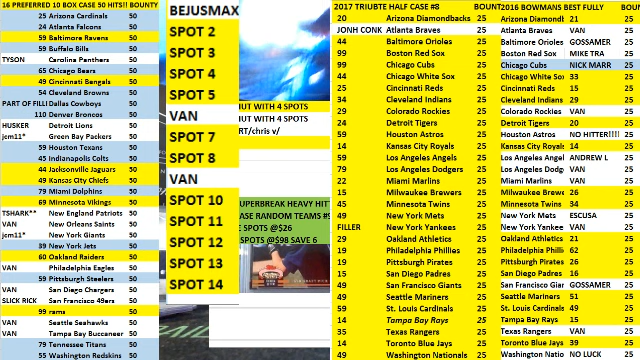 16 PREFERRED 10 BOX CASE 50 HITS!! BOUNTY
25 Arizona Cardinals 50
24 Atlanta Falcons 50
59 Baltimore Ravens 50
59 Buffalo Bills 50
TYSON Carolina Panthers 50
65 Chicago Bears 50
49 Cincinnati Bengals 50
54 Cleveland Browns 50
PART OF FILLI Dallas Cowboys 50
110 Denver Broncos 50
HUSKER Detroit Lions 50
jcm11* Green Bay Packers 50
59 Houston Texans 50
45 Indianapolis Colts 50
44 Jacksonville Jaguars 50
49 Kansas City Chiefs 50
79 Miami Dolphins 50
69 Minnesota Vikings 50
TSHARK** New England Patriots 50
VAN New Orleans Saints 50
jcm11* New York Giants 50
39 New York Jets 50
60 Oakland Raiders 50
VAN Philadelphia Eagles 50
59 Pittsburgh Steelers 50
VAN San Diego Chargers 50
SLICK RICK San Francisco 49ers 50
99 rams 50
VAN Seattle Seahawks 50
VAN Tampa Bay Buccaneer 50
79 Tennessee Titans 50
55 Washington Redskins 50
BEJUSMAX
SPOT 2
SPOT 3
SPOT 4
SPOT 5
VAN
SPOT 7
SPOT 8
VAN
SPOT 10
SPOT 11
SPOT 12
SPOT 13
SPOT 14
UT WITH 4 SPOTS
UT WITH 4 SPOTS
RT/chris v/
UPERBREAK HEAVY HIT
ASE RANDOM TEAMS #9
E SPOTS @$26
SPOTS @$98 SAVE 6
2017 TRIUBTE HALF CASE #8 BOUNT
20 Arizona Diamondbacks 25
JONH CONK Atlanta Braves 25
44 Baltimore Orioles 25
99 Boston Red Sox 25
99 Chicago Cubs 25
44 Chicago White Sox 25
25 Cincinnati Reds 25
34 Cleveland Indians 25
29 Colorado Rockies 25
24 Detroit Tigers 25
59 Houston Astros 25
14 Kansas City Royals 25
59 Los Angeles Angels 25
79 Los Angeles Dodgers 25
22 Miami Marlins 25
15 Milwaukee Brewers 25
45 Minnesota Twins 25
49 New York Mets 25
FILLER New York Yankees 25
29 Oakland Athletics 25
19 Philadelphia Phillies 25
19 Pittsburgh Pirates 25
15 San Diego Padres 25
49 San Francisco Giants 25
49 Seattle Mariners 25
59 St. Louis Cardinals 25
14 Tampa Bay Rays 25
35 Texas Rangers 25
14 Toronto Blue Jays 25
49 Washington Nationals 25
2016 BOWMANS BEST FULLY BOUN
Arizona Diamondb 21 25
Atlanta Braves VAN 25
Baltimore Orioles GOSSAMER 25
Boston Red Sox MIKE TRA 25
Chicago Cubs NICK MARR 25
Chicago White Sox 33 25
Cincinnati Reds 15 25
Cleveland Indians 29 25
Colorado Rockies VAN 25
Detroit Tigers 20 25
Houston Astros NO HITTER!!!! 25
Kansas City Royals 14 25
Los Angeles Angel ANDREW L 25
Los Angeles Dodg VAN 25
Miami Marlins VAN 25
Milwaukee Brewe 26 25
Minnesota Twins 34 25
New York Mets ESCUSA 25
New York Yankees VAN 25
Oakland Athletics 21 25
Philadelphia Philli 62 25
Pittsburgh Pirates 26 25
San Diego Padres 16 25
San Francisco Giar GOSSAMER 25
Seattle Mariners 51 25
St. Louis Cardinals 49 25
Tampa Bay Rays 15 25
Texas Rangers VAN 25
Toronto Blue Jays 39 25
Washington Natio NO LUCK 25